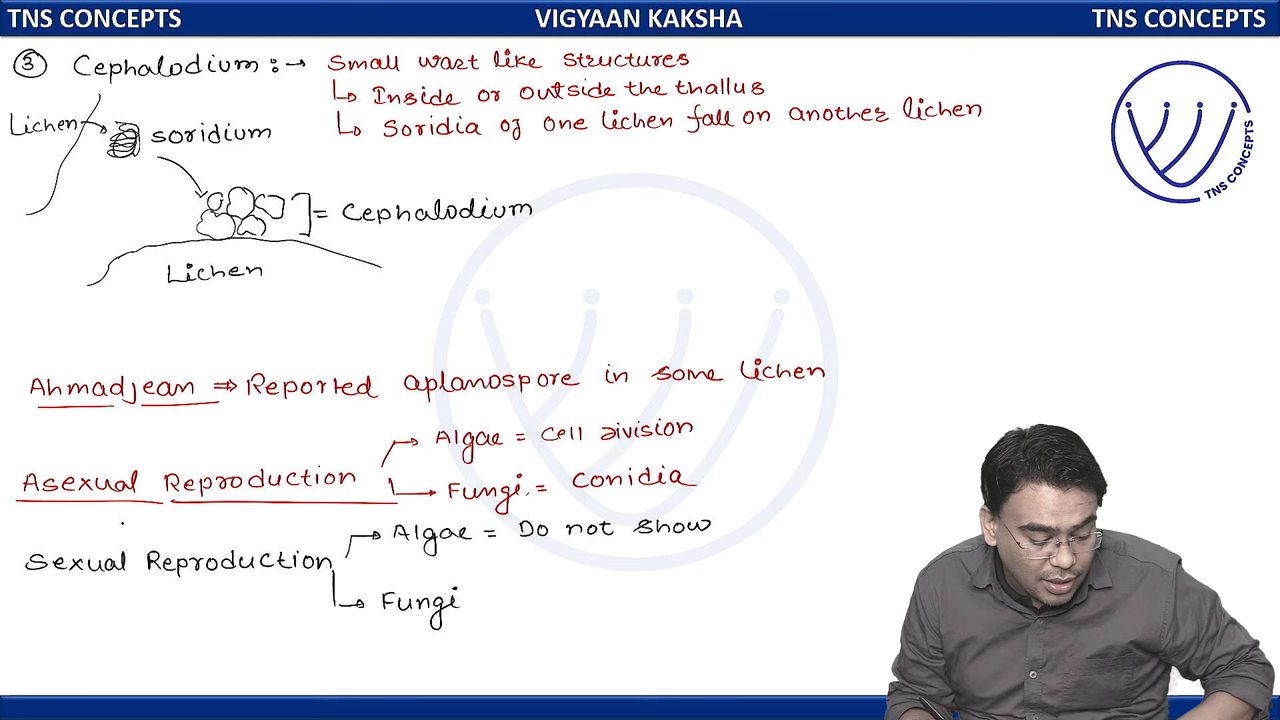 TNS CONCEPTS VIGYAAN KAKSHA TNS CONCEPTS
③ Cephalodium :→ Small wart like structures
↳ Inside or outside the thallus
↳ Soridia of one lichen fall on another lichen
Lichen → soridium
] = Cephalodium
Lichen
TNS CONCEPTS
Ahmadjean ⇒ Reported aplanospore in some lichen
Asexual Reproduction → Algae = Cell Division
→ Fungi = Conidia
Sexual Reproduction → Algae = Do not show
↳ Fungi